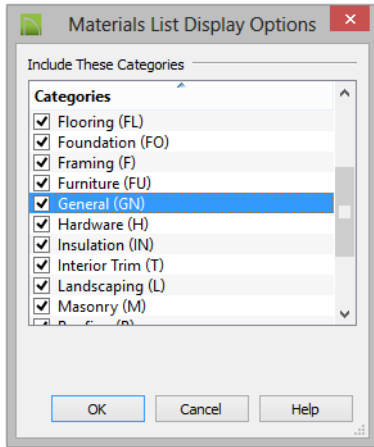 Materials List Display Options
Include These Categories
Categories
Flooring (FL)
Foundation (FO)
Framing (F)
Furniture (FU)
General (GN)
Hardware (H)
Insulation (IN)
Interior Trim (T)
Landscaping (L)
Masonry (M)
OK Cancel Help